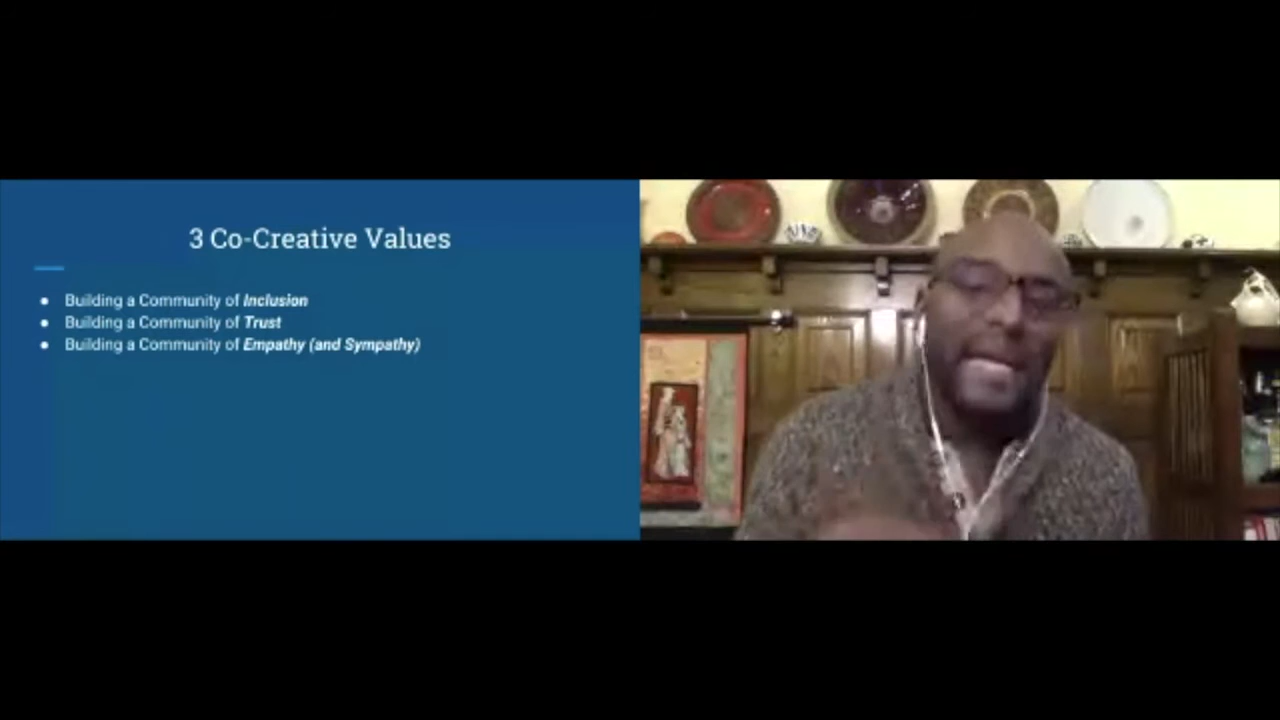 3 Co-Creative Values
● Building a Community of Inclusion
● Building a Community of Trust
● Building a Community of Empathy (and Sympathy)